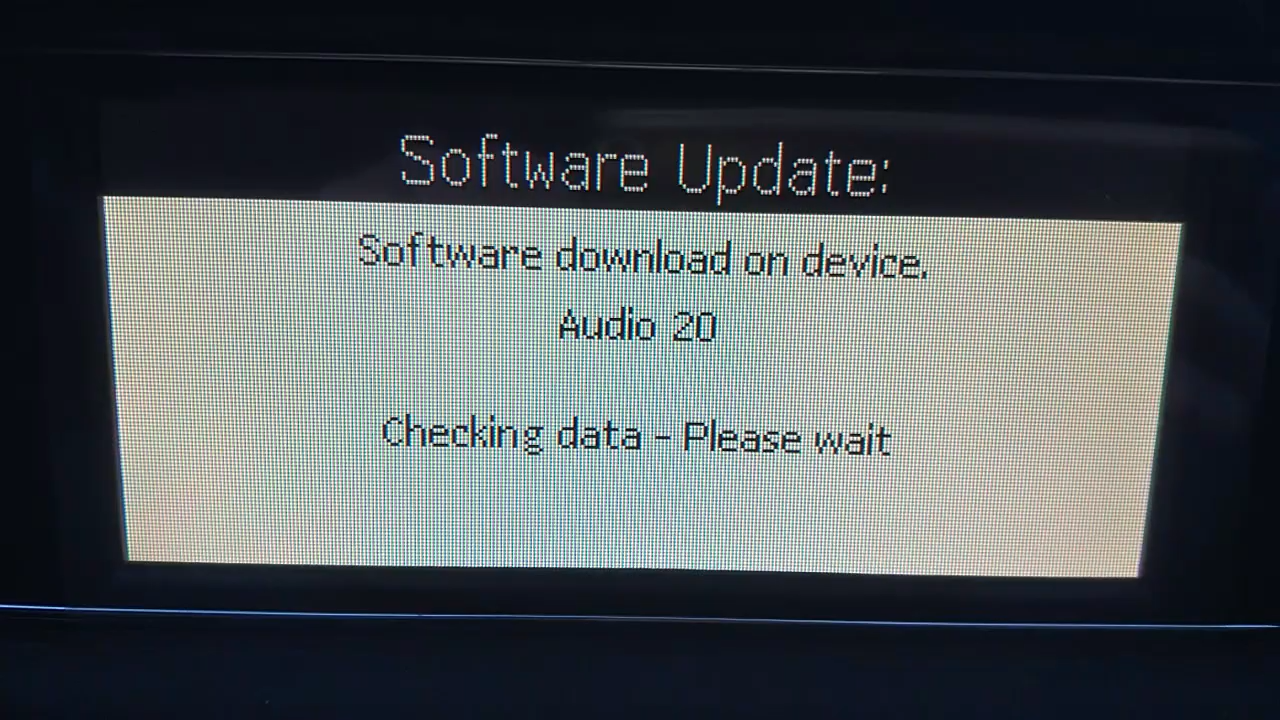 Software Update:
Software download on device.
Audio 20
Checking data - Please wait